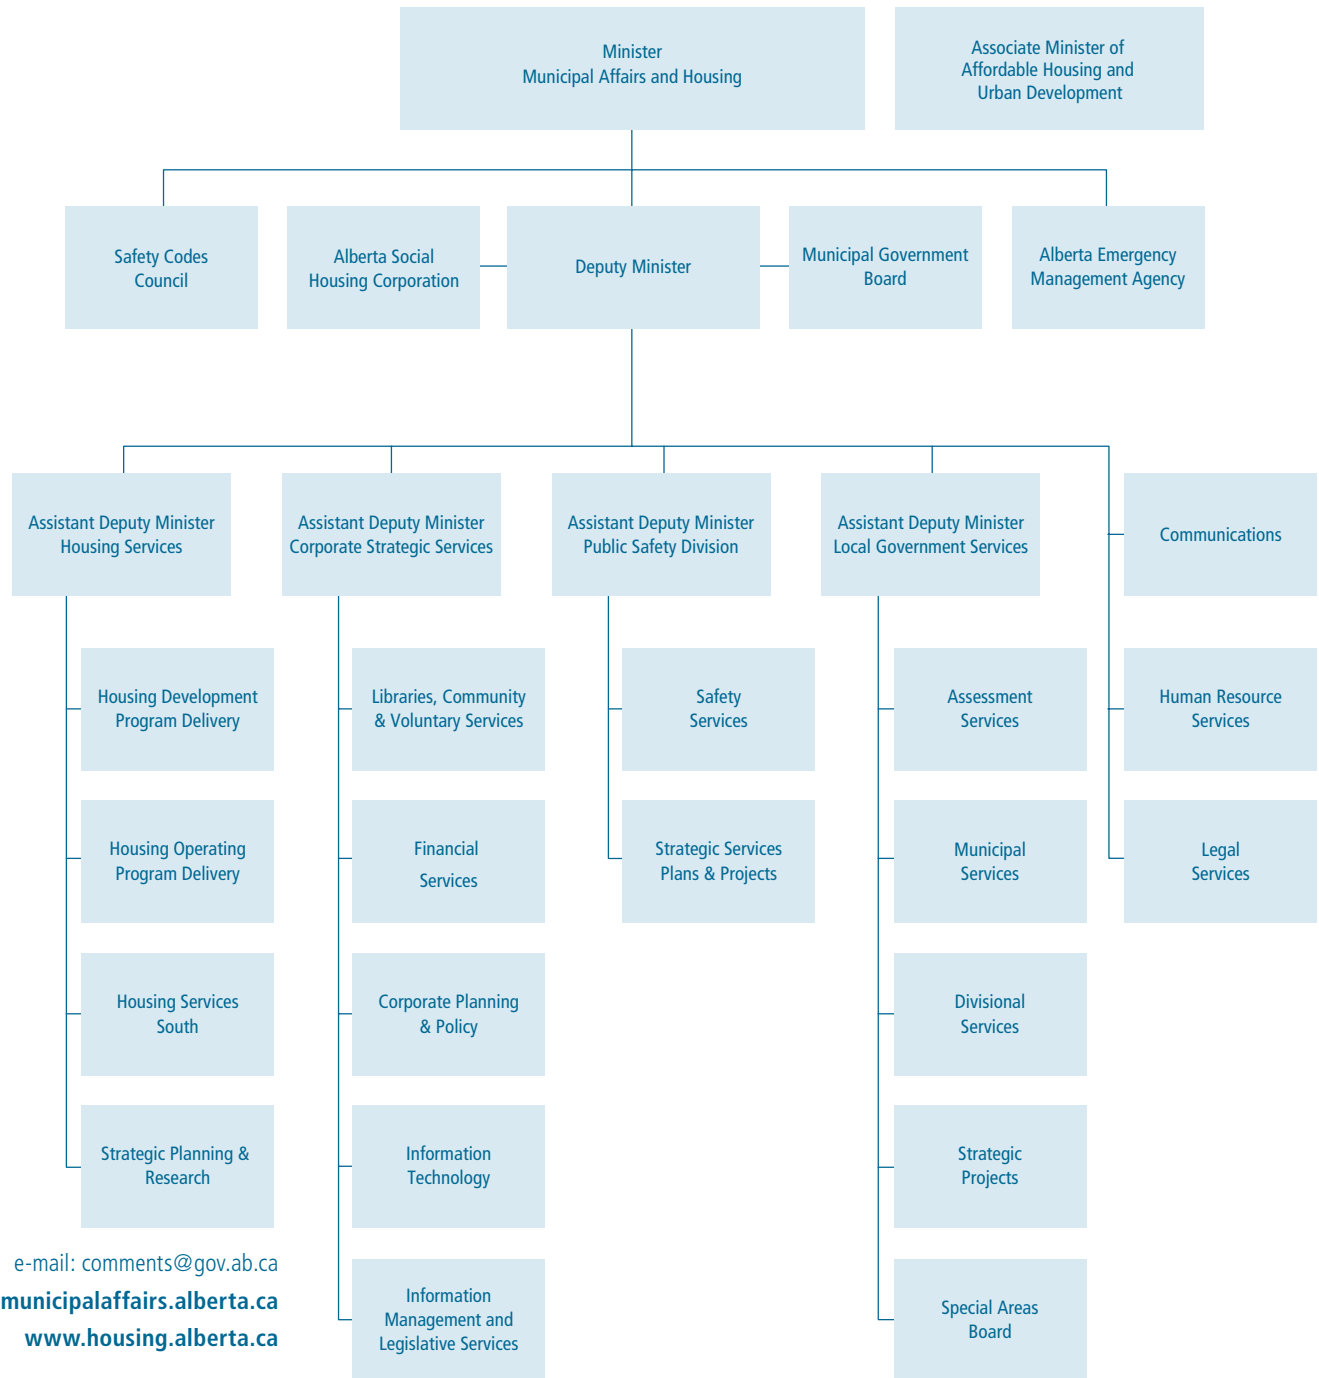 Minister
Municipal Affairs and Housing
Associate Minister of
Affordable Housing and
Urban Development
Safety Codes
Council
Alberta Social
Housing Corporation
Deputy Minister
Municipal Government
Board
Alberta Emergency
Management Agency
Assistant Deputy Minister
Housing Services
Assistant Deputy Minister
Corporate Strategic Services
Assistant Deputy Minister
Public Safety Division
Assistant Deputy Minister
Local Government Services
Communications
Housing Development
Program Delivery
Libraries, Community
& Voluntary Services
Safety
Services
Assessment
Services
Human Resource
Services
Housing Operating
Program Delivery
Financial
Services
Strategic Services
Plans & Projects
Municipal
Services
Legal
Services
Housing Services
South
Corporate Planning
& Policy
Divisional
Services
Strategic Planning &
Research
Information
Technology
Strategic
Projects
Information
Management and
Legislative Services
Special Areas
Board
e-mail: comments@gov.ab.ca
municipalaffairs.alberta.ca
www.housing.alberta.ca